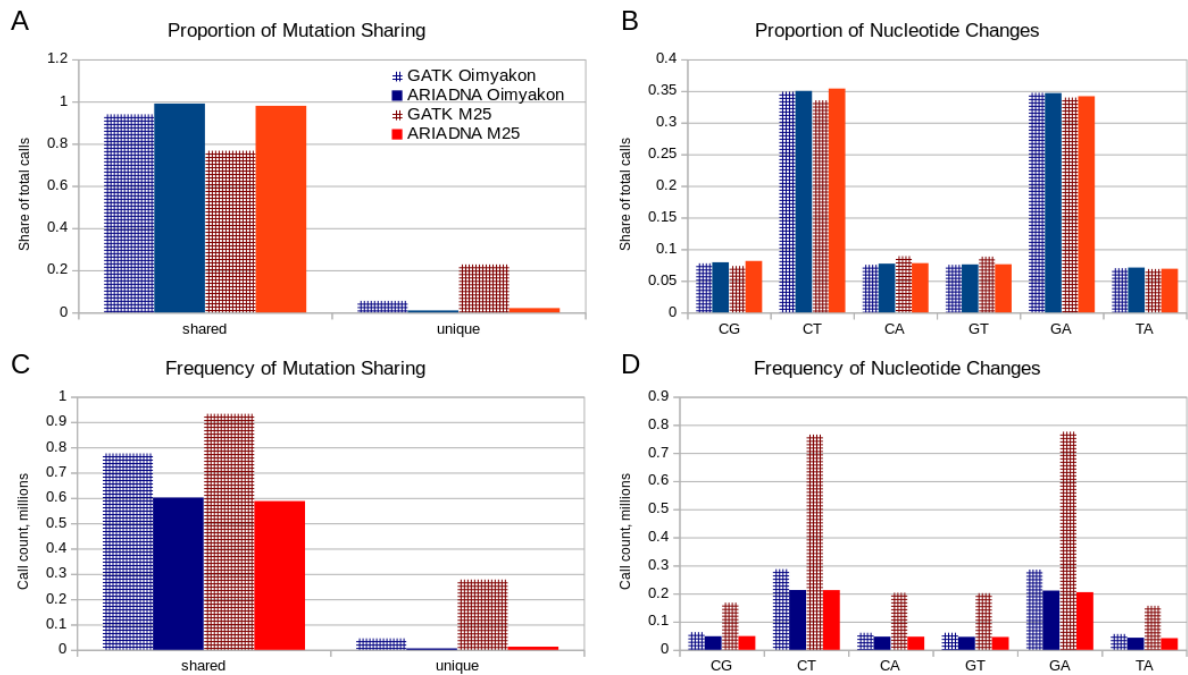 A
Proportion of Mutation Sharing
Share of total calls
1.2
1
0.8
0.6
0.4
0.2
0
GATK Oimyakon
ARIADNA Oimyakon
GATK M25
ARIADNA M25
shared
unique
B
Proportion of Nucleotide Changes
Share of total calls
0.4
0.35
0.3
0.25
0.2
0.15
0.1
0.05
0
CG
CT
CA
GT
GA
TA
C
Frequency of Mutation Sharing
Call count, millions
1
0.9
0.8
0.7
0.6
0.5
0.4
0.3
0.2
0.1
0
shared
unique
D
Frequency of Nucleotide Changes
Call count, millions
0.9
0.8
0.7
0.6
0.5
0.4
0.3
0.2
0.1
0
CG
CT
CA
GT
GA
TA